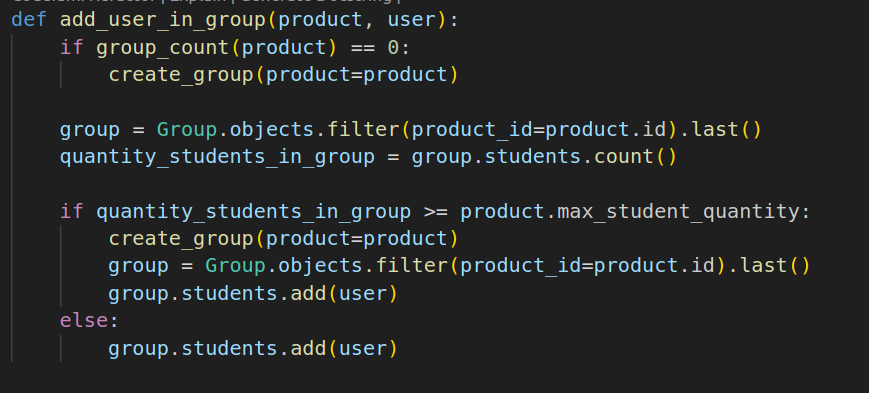 def add_user_in_group(product, user):
    if group_count(product) == 0:
        create_group(product=product)

    group = Group.objects.filter(product_id=product.id).last()
    quantity_students_in_group = group.students.count()

    if quantity_students_in_group >= product.max_student_quantity:
        create_group(product=product)
        group = Group.objects.filter(product_id=product.id).last()
        group.students.add(user)
    else:
        group.students.add(user)